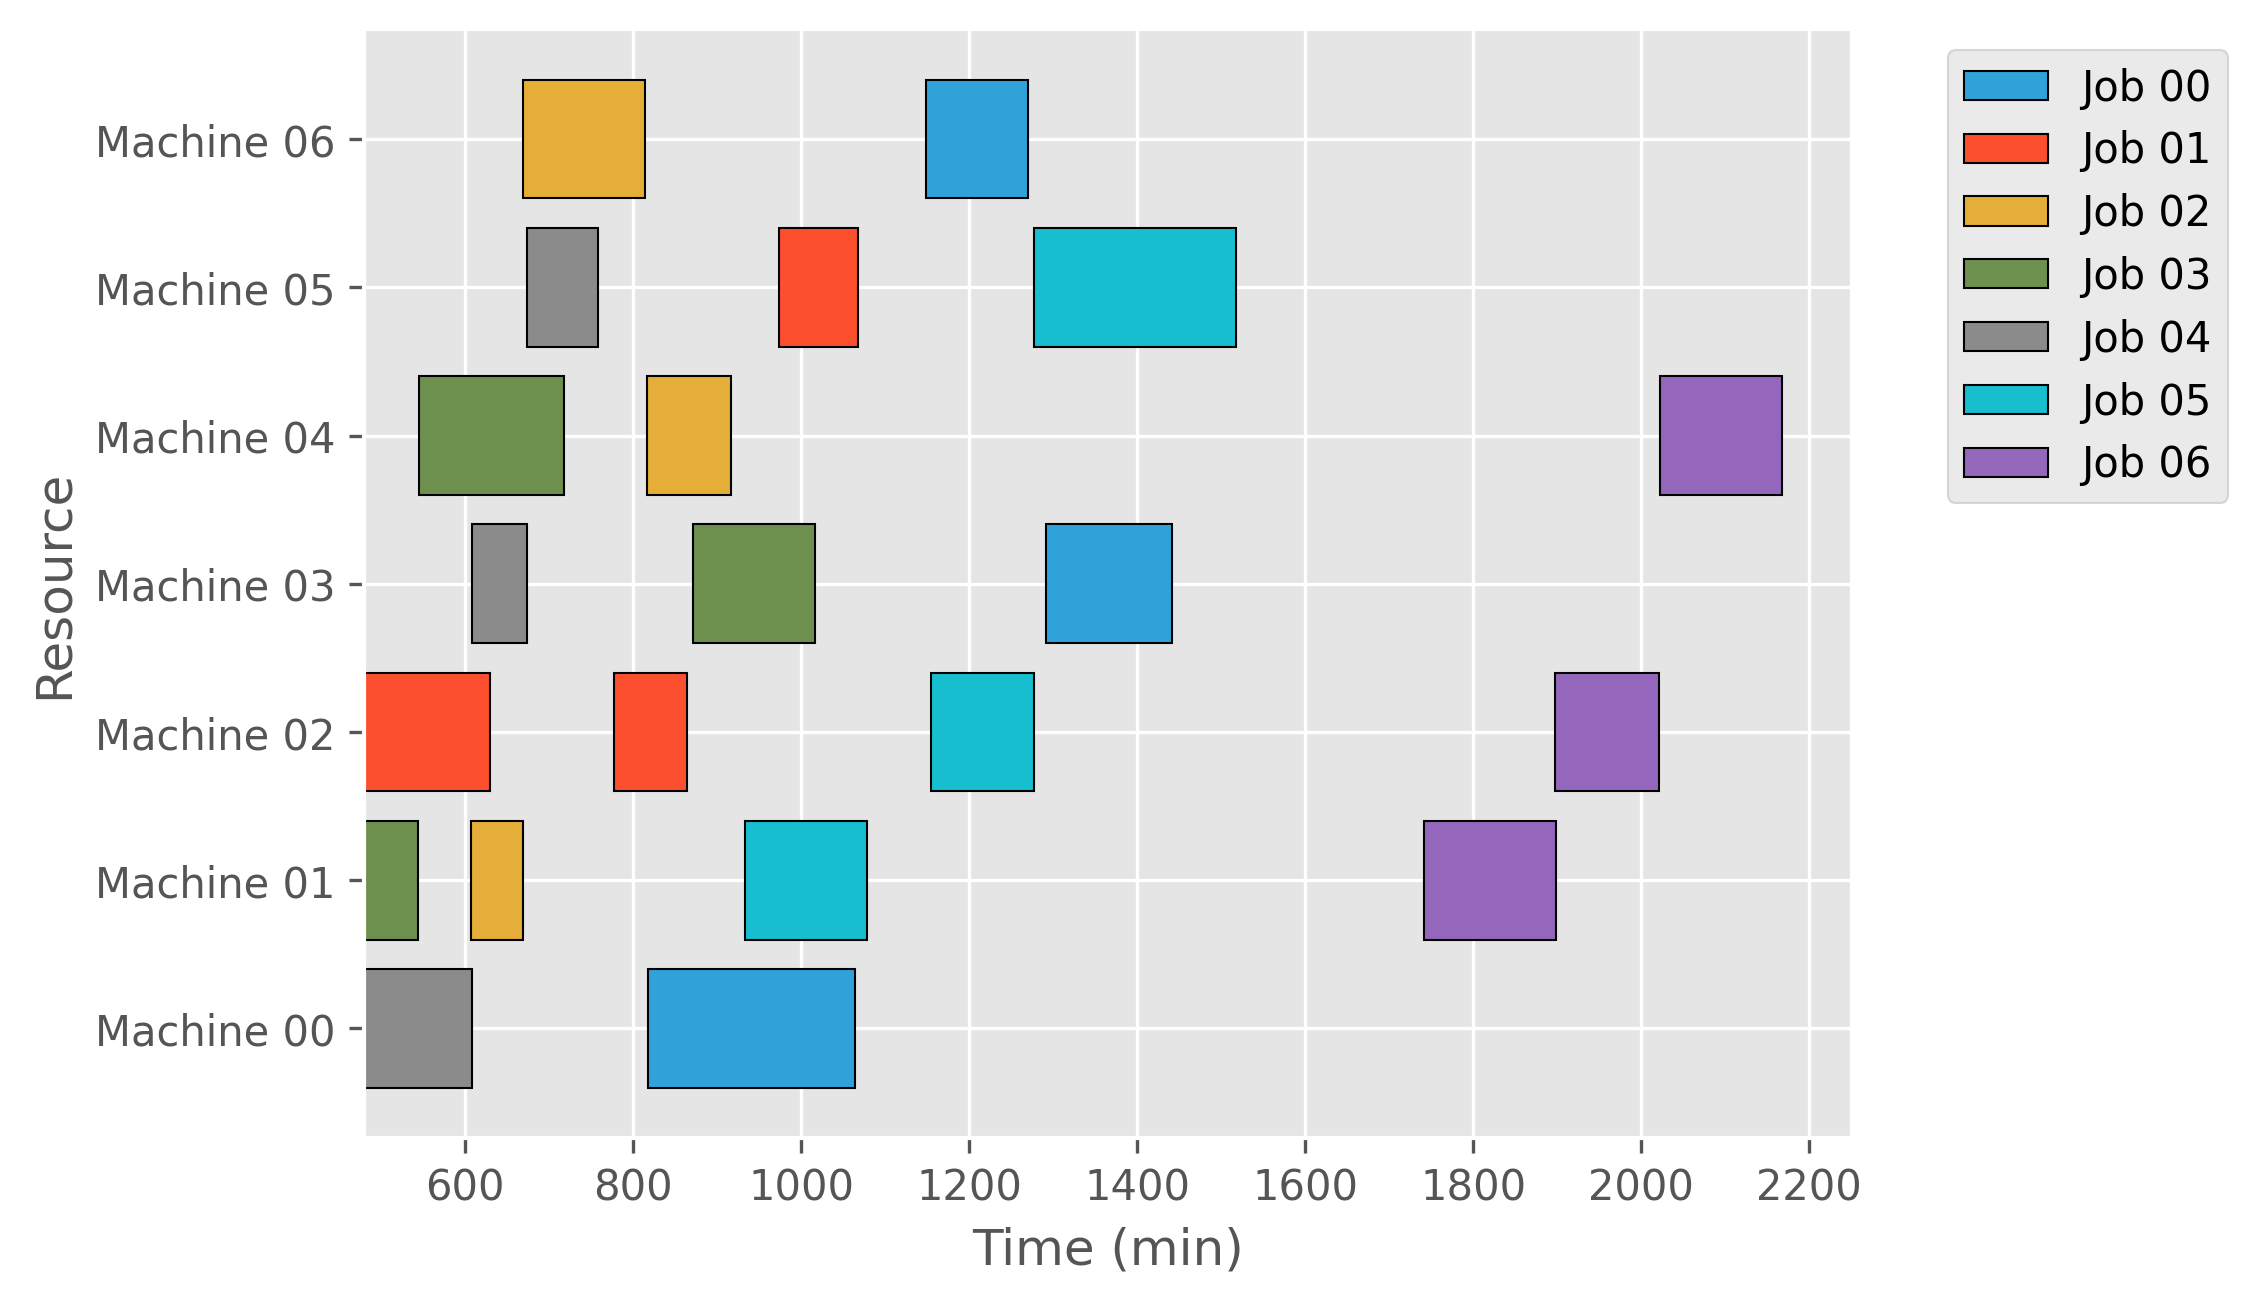 Machine 06
Machine 05
Machine 04
Machine 03
Machine 02
Machine 01
Machine 00
Resource
600 800 1000 1200 1400 1600 1800 2000 2200
Time (min)
Job 00
Job 01
Job 02
Job 03
Job 04
Job 05
Job 06